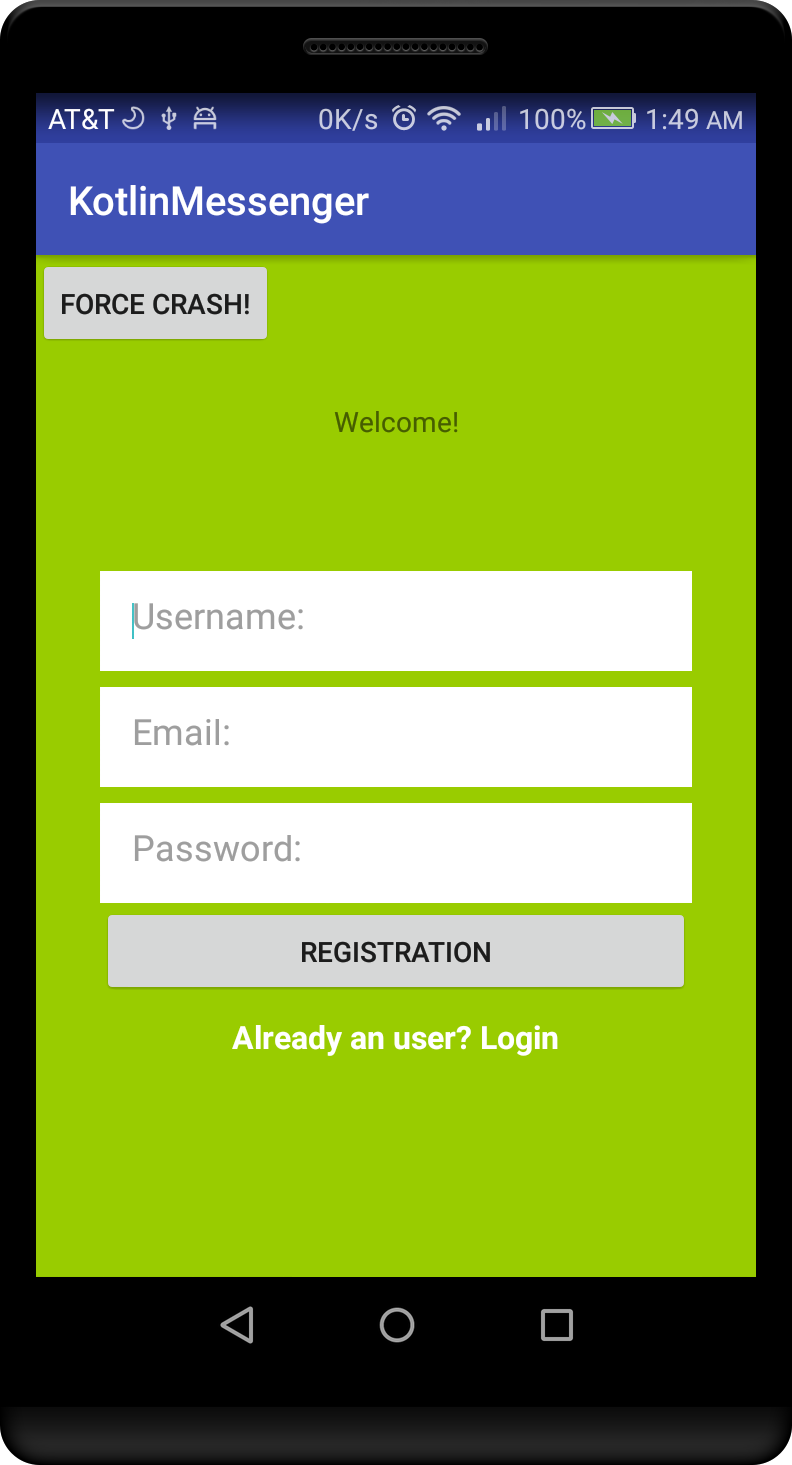 AT&T 0K/s 100% 1:49 AM
KotlinMessenger
FORCE CRASH!
Welcome!
Username:
Email:
Password:
REGISTRATION
Already an user? Login